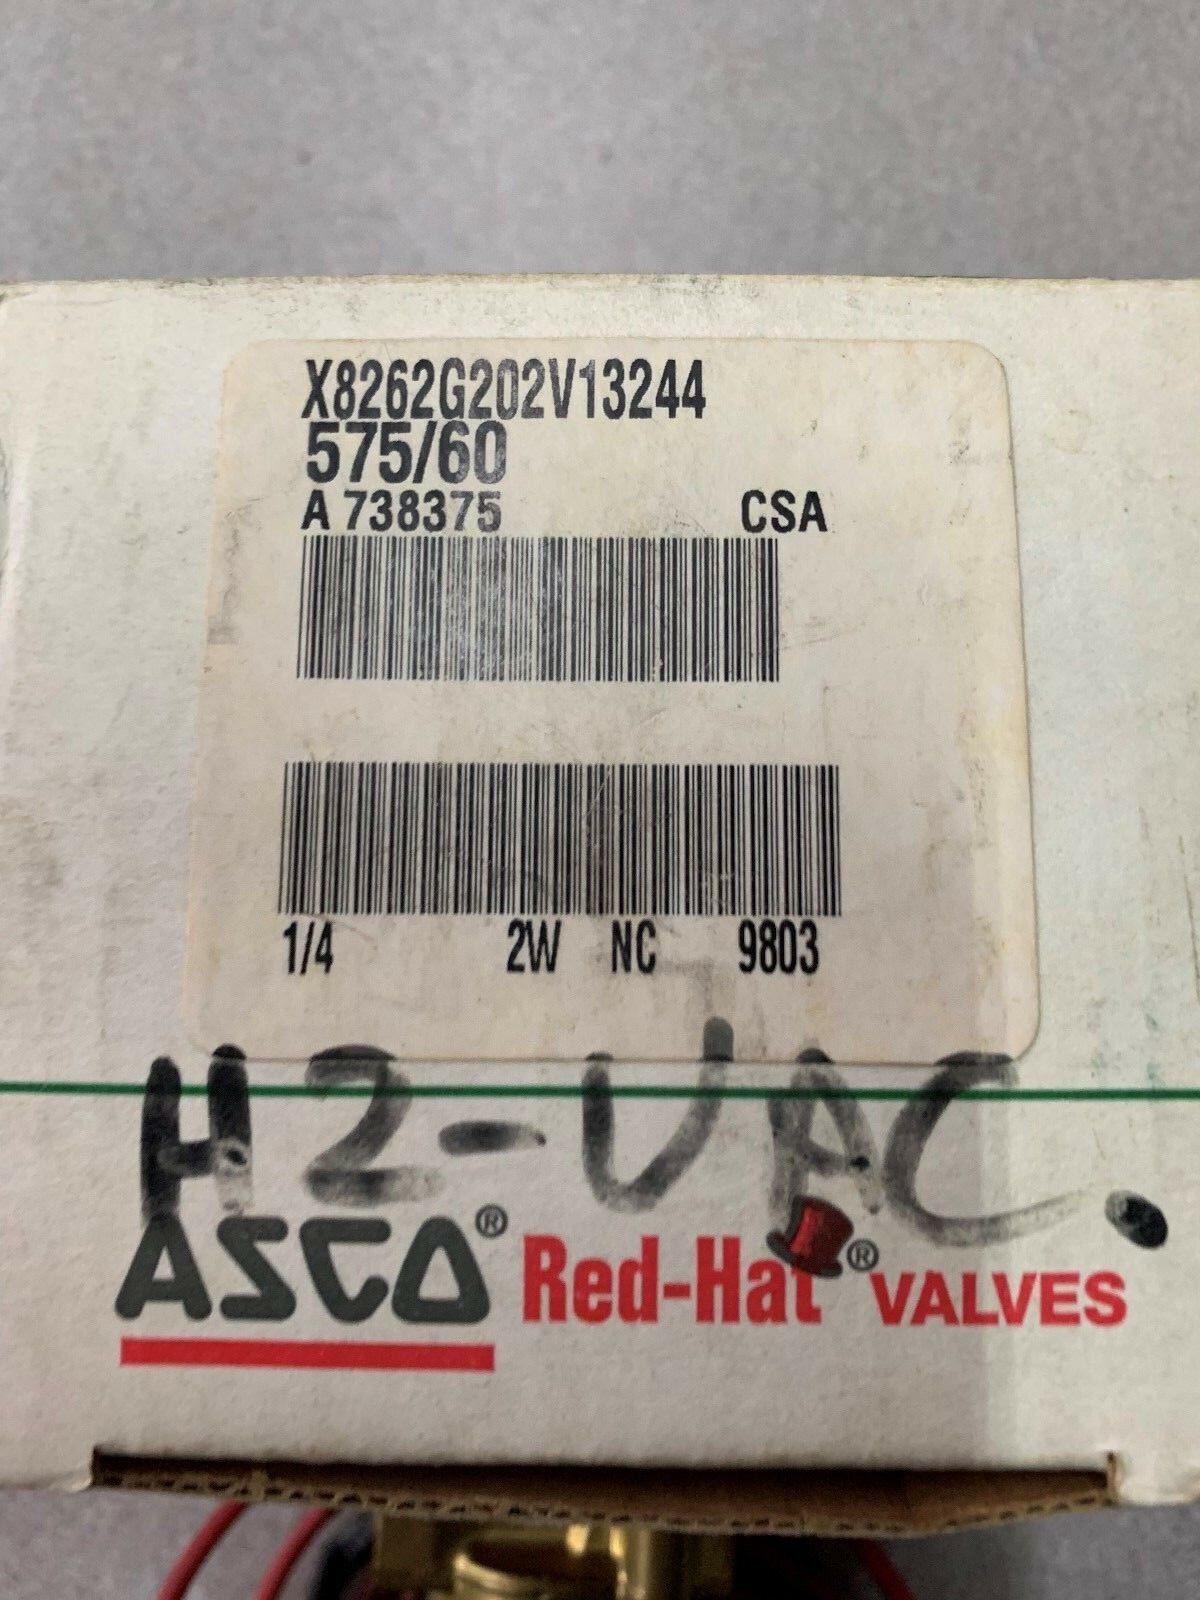 X8262G202V13244
575/60
A 738375 CSA
1/4 2W NC 9803
H2-VAC.
ASCO® Red-Hat® VALVES